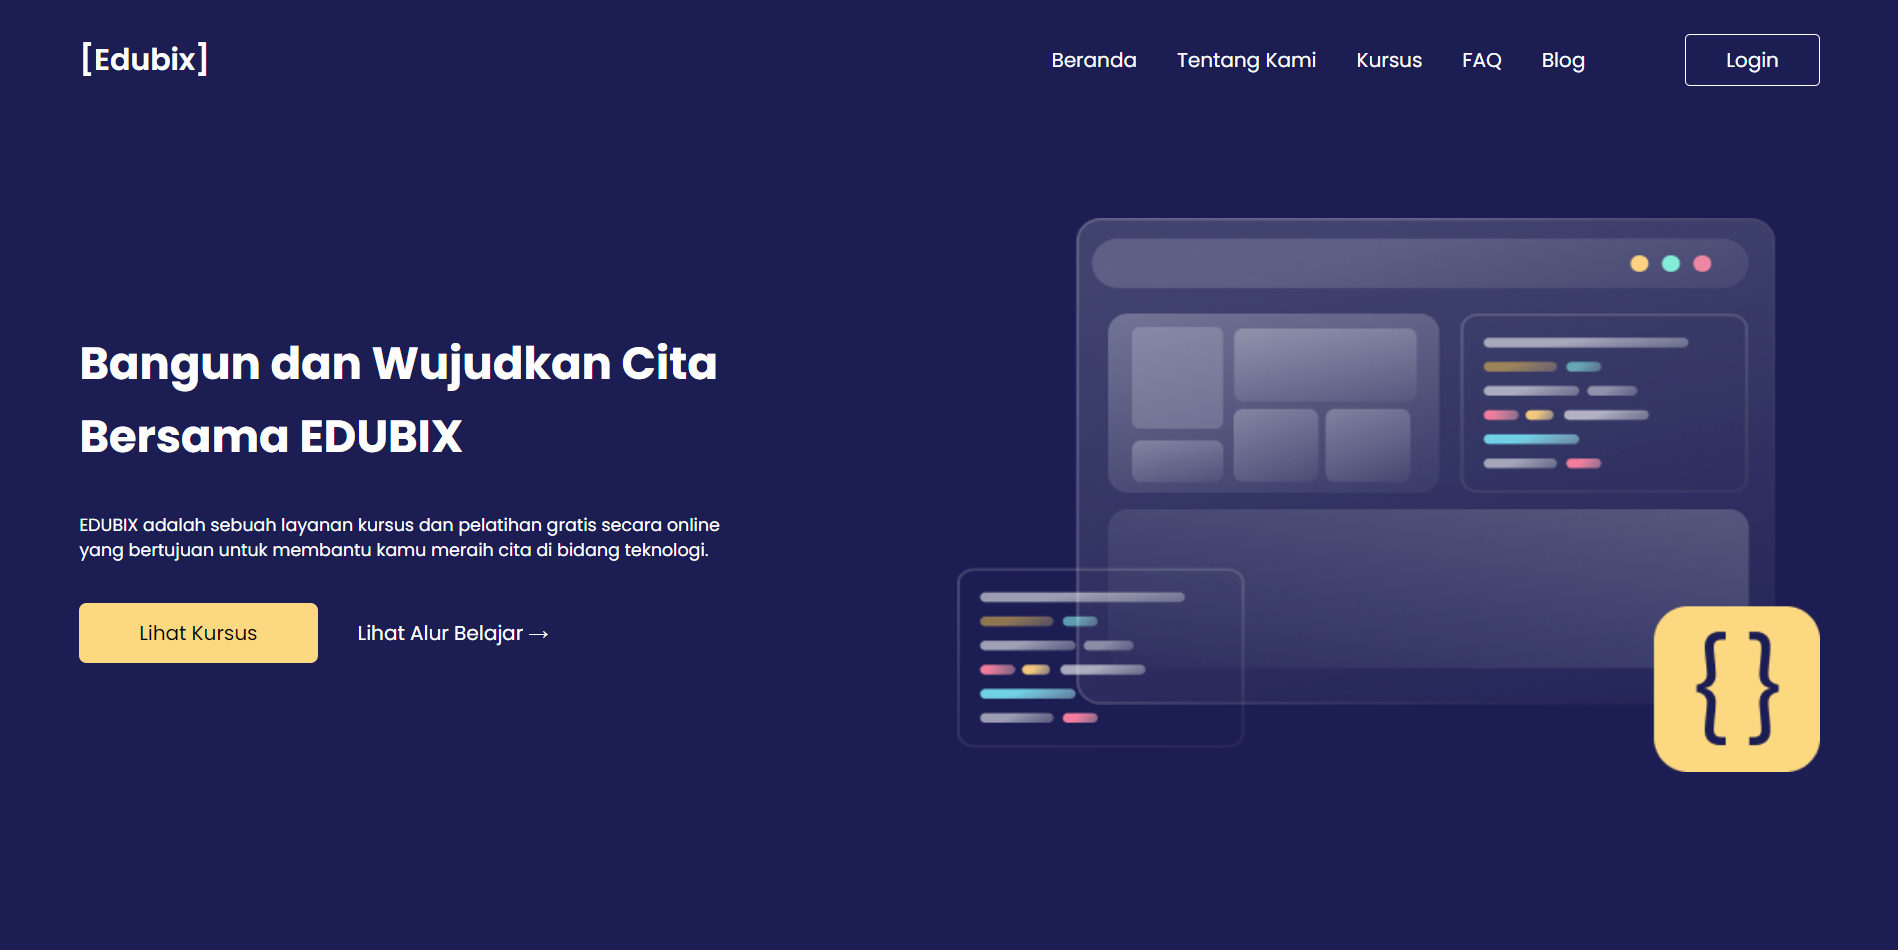 [Edubix]
Beranda Tentang Kami Kursus FAQ Blog Login
Bangun dan Wujudkan Cita
Bersama EDUBIX
EDUBIX adalah sebuah layanan kursus dan pelatihan gratis secara online
yang bertujuan untuk membantu kamu meraih cita di bidang teknologi.
Lihat Kursus Lihat Alur Belajar →
{ }